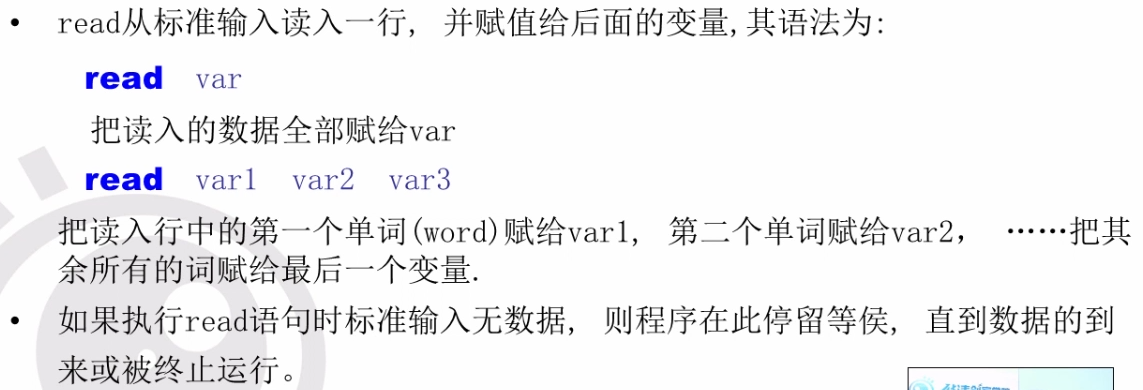 • read从标准输入读入一行, 并赋值给后面的变量,其语法为:
read var
把读入的数据全部赋给var
read var1 var2 var3
把读入行中的第一个单词(word)赋给var1, 第二个单词赋给var2, ……把其
余所有的词赋给最后一个变量.
• 如果执行read语句时标准输入无数据, 则程序在此停留等侯, 直到数据的到
来或被终止运行。